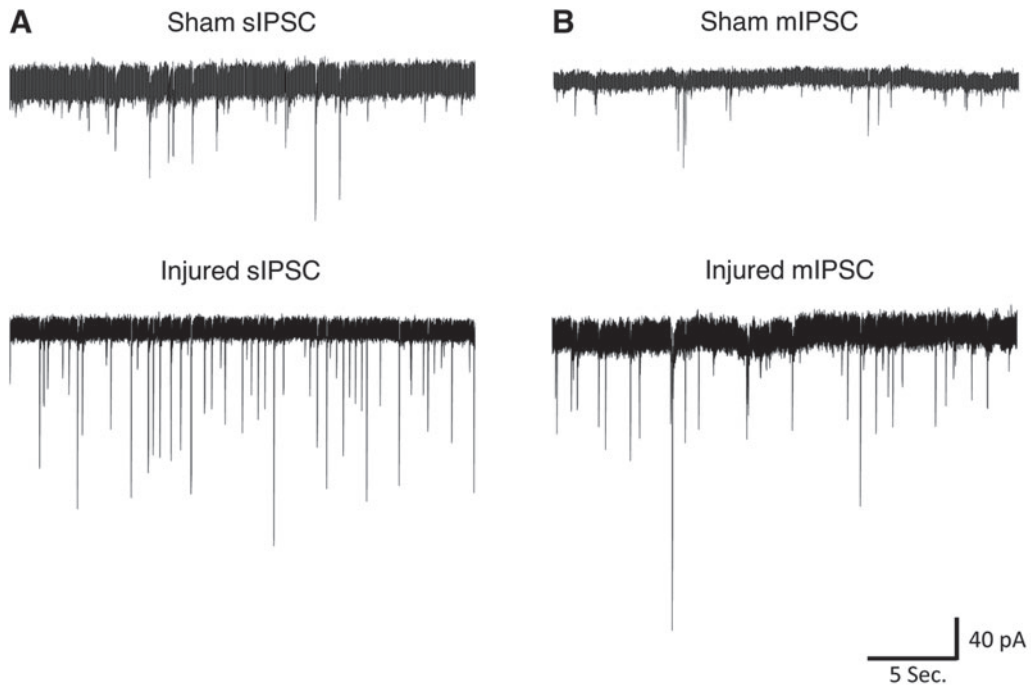 A
Sham sIPSC
B
Sham mIPSC
Injured sIPSC
Injured mIPSC
40 pA
5 Sec.